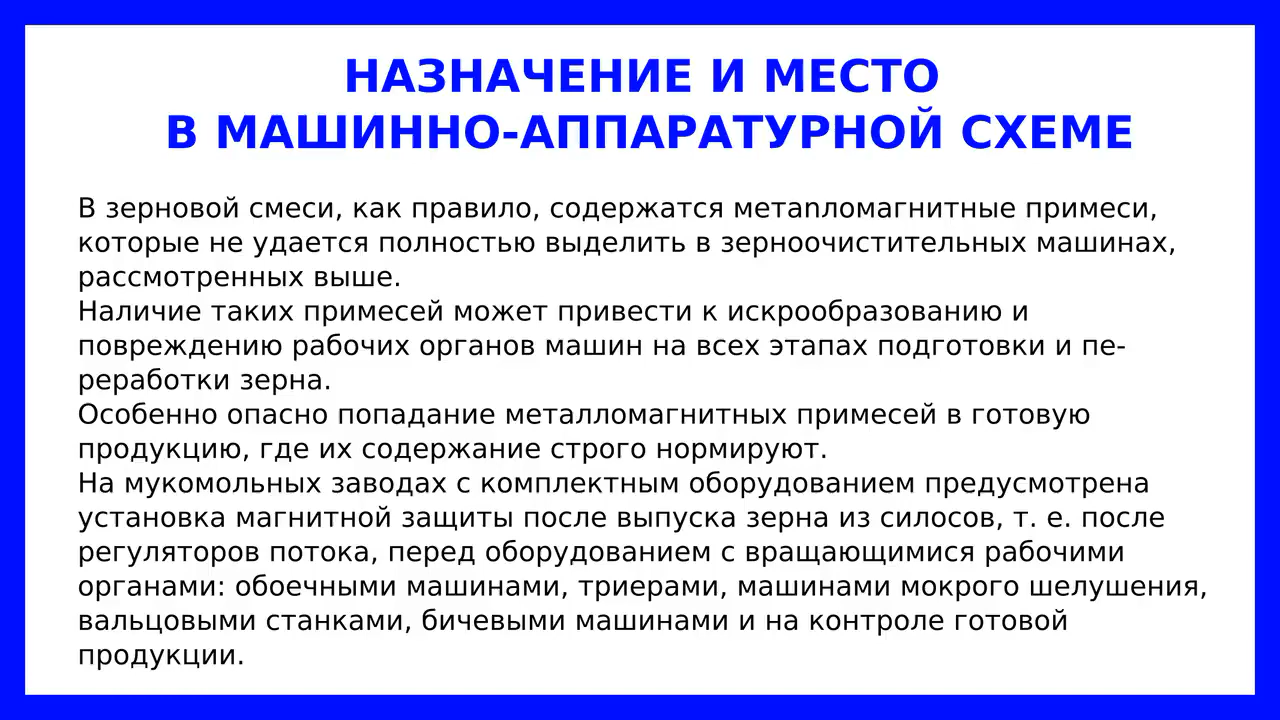 НАЗНАЧЕНИЕ И МЕСТО
В МАШИННО-АППАРАТУРНОЙ СХЕМЕ
В зерновой смеси, как правило, содержатся метаnломагнитные примеси,
которые не удается полностью выделить в зерноочистительных машинах,
рассмотренных выше.
Наличие таких примесей может привести к искрообразованию и
повреждению рабочих органов машин на всех этапах подготовки и пе-
реработки зерна.
Особенно опасно попадание металломагнитных примесей в готовую
продукцию, где их содержание строго нормируют.
На мукомольных заводах с комплектным оборудованием предусмотрена
установка магнитной защиты после выпуска зерна из силосов, т. е. после
регуляторов потока, перед оборудованием с вращающимися рабочими
органами: обоечными машинами, триерами, машинами мокрого шелушения,
вальцовыми станками, бичевыми машинами и на контроле готовой
продукции.